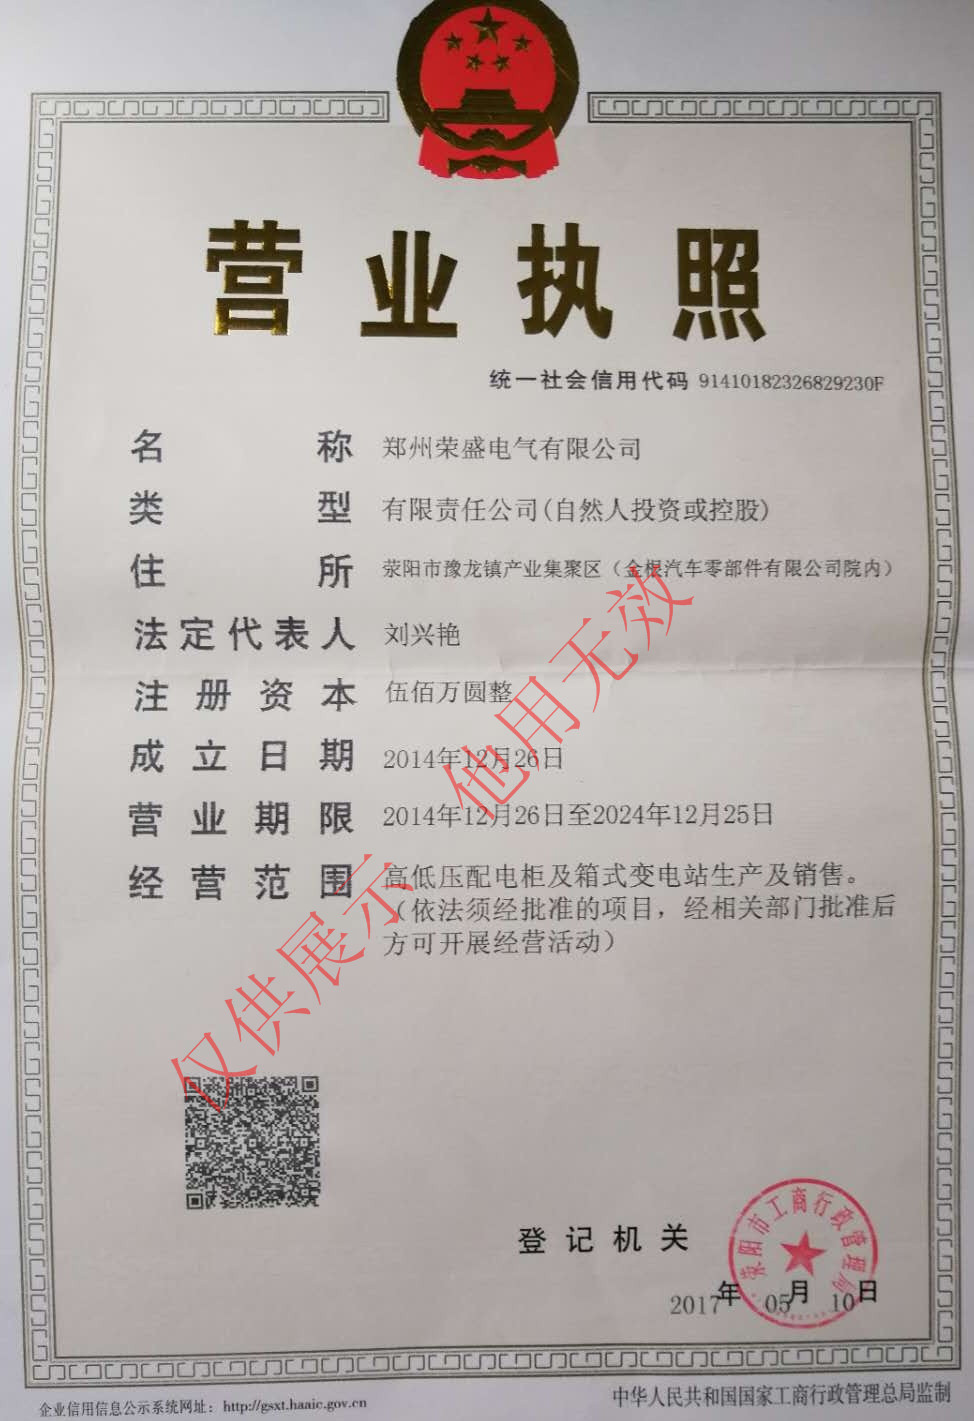 营业执照
统一社会信用代码 91410182326829230F
名称 郑州荣盛电气有限公司
类型 有限责任公司(自然人投资或控股)
住所 荥阳市豫龙镇产业集聚区（金根汽车零部件有限公司院内）
法定代表人 刘兴艳
注册资本 伍佰万圆整
成立日期 2014年12月26日
营业期限 2014年12月26日至2024年12月25日
经营范围 高低压配电柜及箱式变电站生产及销售。
（依法须经批准的项目，经相关部门批准后
方可开展经营活动）
仅供展示 他用无效
登记机关
荥阳市工商行政管理局
2017年 05月 10日
企业信用信息公示系统网址：http://gsxt.haaic.gov.cn
中华人民共和国国家工商行政管理总局监制